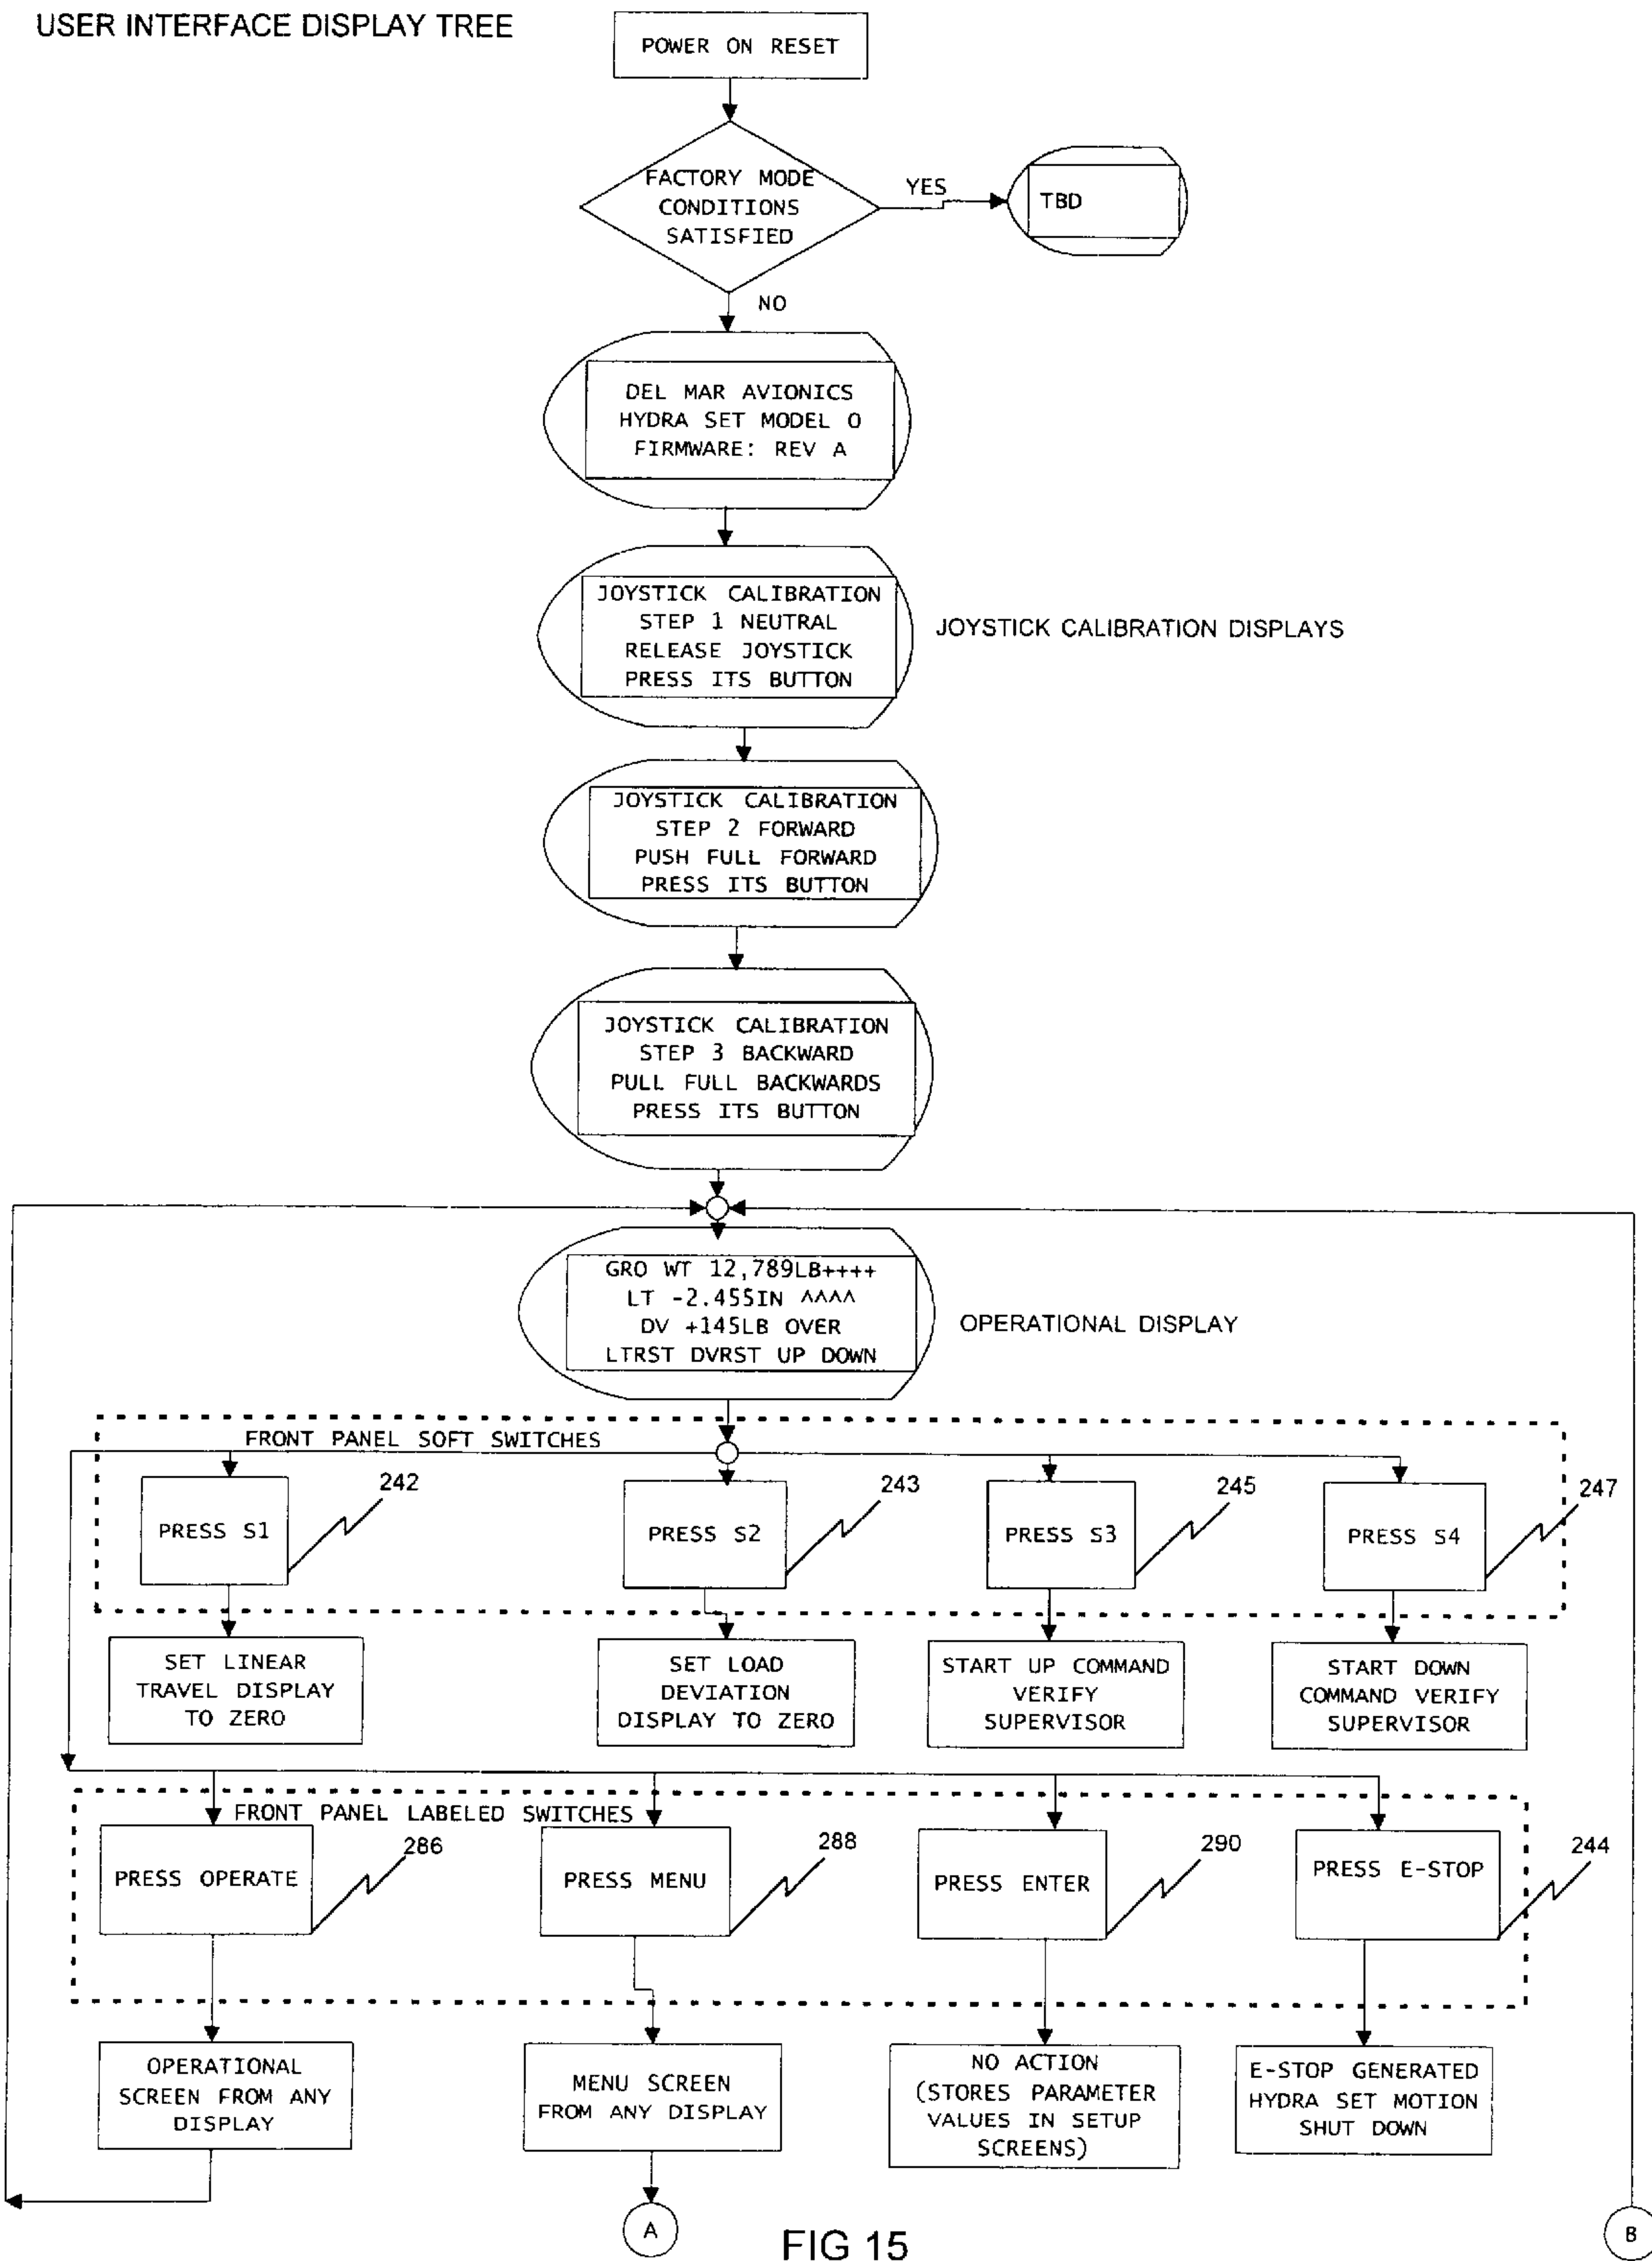 USER INTERFACE DISPLAY TREE
POWER ON RESET
FACTORY MODE
CONDITIONS
SATISFIED
YES
TBD
NO
DEL MAR AVIONICS
HYDRA SET MODEL O
FIRMWARE: REV A
JOYSTICK CALIBRATION
STEP 1 NEUTRAL
RELEASE JOYSTICK
PRESS ITS BUTTON
JOYSTICK CALIBRATION DISPLAYS
JOYSTICK CALIBRATION
STEP 2 FORWARD
PUSH FULL FORWARD
PRESS ITS BUTTON
JOYSTICK CALIBRATION
STEP 3 BACKWARD
PULL FULL BACKWARDS
PRESS ITS BUTTON
GRO WT 12,789LB++++
LT -2.455IN ^^^^
DV +145LB OVER
LTRST DVRST UP DOWN
OPERATIONAL DISPLAY
FRONT PANEL SOFT SWITCHES
PRESS S1
242
PRESS S2
243
PRESS S3
245
PRESS S4
247
SET LINEAR
TRAVEL DISPLAY
TO ZERO
SET LOAD
DEVIATION
DISPLAY TO ZERO
START UP COMMAND
VERIFY
SUPERVISOR
START DOWN
COMMAND VERIFY
SUPERVISOR
FRONT PANEL LABELED SWITCHES
PRESS OPERATE
286
PRESS MENU
288
PRESS ENTER
290
PRESS E-STOP
244
OPERATIONAL
SCREEN FROM ANY
DISPLAY
MENU SCREEN
FROM ANY DISPLAY
NO ACTION
(STORES PARAMETER
VALUES IN SETUP
SCREENS)
E-STOP GENERATED
HYDRA SET MOTION
SHUT DOWN
A
B
FIG 15